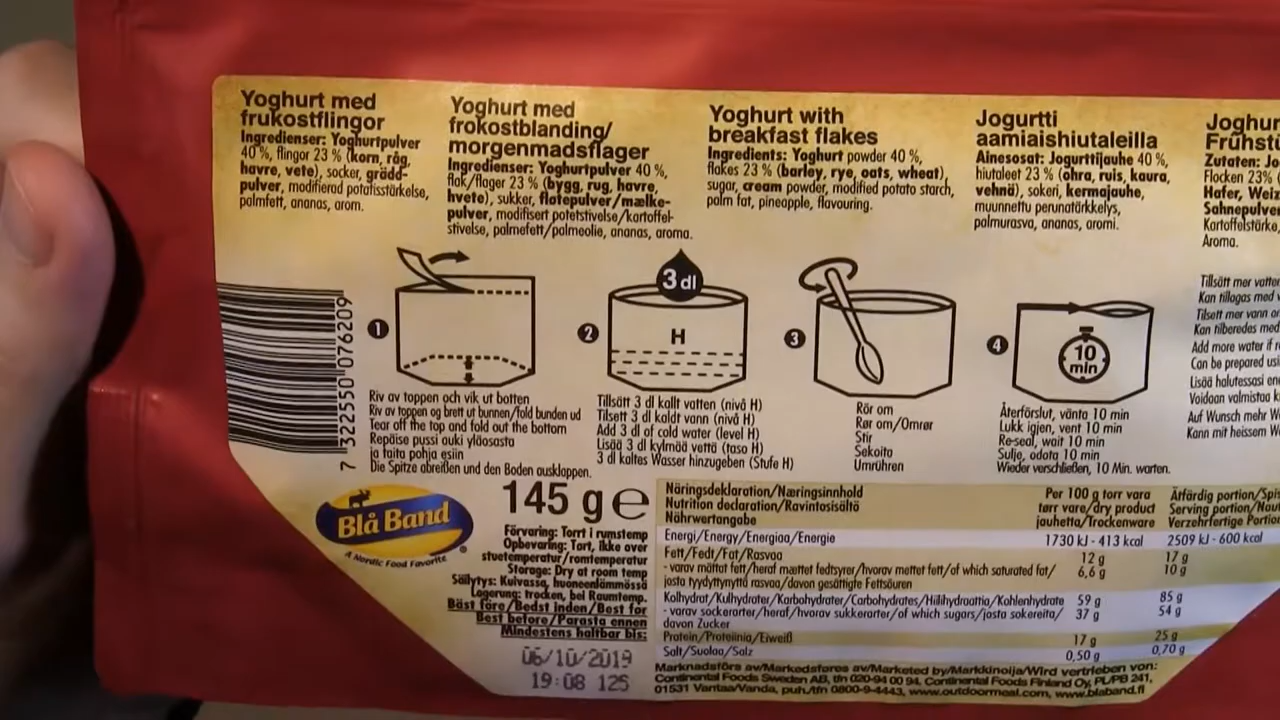 Yoghurt med
frukostflingor
Ingredienser: Yoghurtpulver
40 %, flingor 23 % (korn, råg,
havre, vete), socker, grädd-
pulver, modifierad potatisstärkelse,
palmfett, ananas, arom.
Yoghurt med
frokostblanding/
morgenmadsflager
Ingredienser: Yoghurtpulver 40 %,
flak/flager 23 % (bygg, rug, havre,
hvete), sukker, fløtepulver/mælke-
pulver, modifisert potetstivelse/kartoffel-
stivelse, palmefett/palmeolie, ananas, aroma.
Yoghurt with
breakfast flakes
Ingredients: Yoghurt powder 40 %,
flakes 23 % (barley, rye, oats, wheat),
sugar, cream powder, modified potato starch,
palm fat, pineapple, flavouring.
Jogurtti
aamiaishiutaleilla
Ainesosat: Jogurttijauhe 40 %,
hiutaleet 23 % (ohra, ruis, kaura,
vehnä), sokeri, kermajauhe,
muunnettu perunatärkkelys,
palmurasva, ananas, aromi.
Joghur
Frühstü
Zutaten: Jo
Flocken 23% (
Hafer, Weiz
Sahnepulver
Kartoffelstärke,
Aroma.
7 322550 076209
1
Riv av toppen och vik ut botten
Riv av toppen og brett ut bunnen/fold bunden ud
Tear off the top and fold out the bottom
Repäise pussi auki yläosasta
ja taita pohja esiin
Die Spitze abreißen und den Boden ausklappen.
2
3 dl
H
Tillsätt 3 dl kallt vatten (nivå H)
Tilsett 3 dl kaldt vann (nivå H)
Add 3 dl of cold water (level H)
Lisää 3 dl kylmää vettä (taso H)
3 dl kaltes Wasser hinzugeben (Stufe H)
3
Rör om
Rør om/Omrør
Stir
Sekoita
Umrühren
4
10
min
Återförslut, vänta 10 min
Lukk igjen, vent 10 min
Re-seal, wait 10 min
Sulje, odota 10 min
Wieder verschließen, 10 Min. warten.
Tillsätt mer vatten
Kan tillagas med v
Tilsett mer vann om
Kan tilberedes med
Add more water if re
Can be prepared usi
Lisää halutessasi en
Voidaan valmistaa k
Auf Wunsch mehr W
Kann mit heissem W
Blå Band
A Nordic Food Favorite
145 g e
Förvaring: Torrt i rumstemp
Opbevaring: Tørt, ikke over
stuetemperatur/romtemperatur
Storage: Dry at room temp
Säilytys: Kuivassa, huoneenlämmössä
Lagerung: trocken, bei Raumtemp.
Bäst före/Bedst inden/Best før
Best before/Parasta ennen
Mindestens haltbar bis:
06/10/2019
19:08 125
Näringsdeklaration/Næringsinnhold
Nutrition declaration/Ravintosisältö
Nährwertangabe
Per 100 g torr vara
tørr vare/dry product
jauhetta/Trockenware
Ätfärdig portion/Spi
Serving portion/Naut
Verzehrfertige Portio
Energi/Energy/Energiaa/Energie 1730 kJ - 413 kcal 2509 kJ - 600 kcal
Fett/Fedt/Fat/Rasvaa 12 g 17 g
- varav mättat fett/heraf mættet fedtsyrer/hvorav mettet fett/of which saturated fat/ 6,6 g 10 g
josta tyydyttynyttä rasvaa/davon gesättigte Fettsäuren
Kolhydrat/Kulhydrater/Karbohydrater/Carbohydrates/Hiilihydraattia/Kohlenhydrate 59 g 85 g
- varav sockerarter/heraf/hvorav sukkerarter/of which sugars/josta sokereita/ 37 g 54 g
davon Zucker
Protein/Proteiinia/Eiweiß 17 g 25 g
Salt/Suolaa/Salz 0,50 g 0,70 g
Marknadsförs av/Markedsføres av/Marketed by/Markkinoija/Wird vertrieben von:
Continental Foods Sweden AB, tfn 020-94 00 94. Continental Foods Finland Oy, PL/PB 241,
01531 Vantaa/Vanda, puh./tfn 0800-9-4443, www.outdoormeal.com, www.blaband.fi